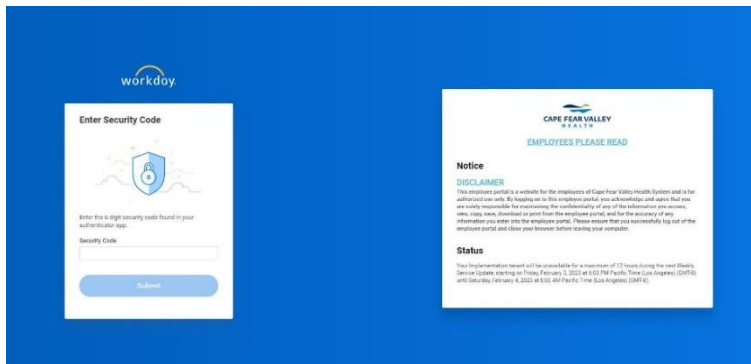 workday.
Enter Security Code
Enter the 6-digit security code found in your
authenticator app.
Security Code
Submit
CAPE FEAR VALLEY
HEALTH
EMPLOYEES PLEASE READ
Notice
DISCLAIMER
This employee portal is a website for the employees of Cape Fear Valley Health System and is for
authorized use only. By logging on to this employee portal, you acknowledge and agree that you
are solely responsible for maintaining the confidentiality of any of the information you access,
view, copy, save, download or print from the employee portal, and for the accuracy of any
information you enter into the employee portal. Please ensure that you successfully log out of the
employee portal and close your browser before leaving your computer.
Status
Your Implementation tenant will be unavailable for a maximum of 12 hours during the next Weekly
Service Update; starting on Friday, February 3, 2023 at 6:00 PM Pacific Time (Los Angeles) (GMT-8)
until Saturday, February 4, 2023 at 6:00 AM Pacific Time (Los Angeles) (GMT-8).